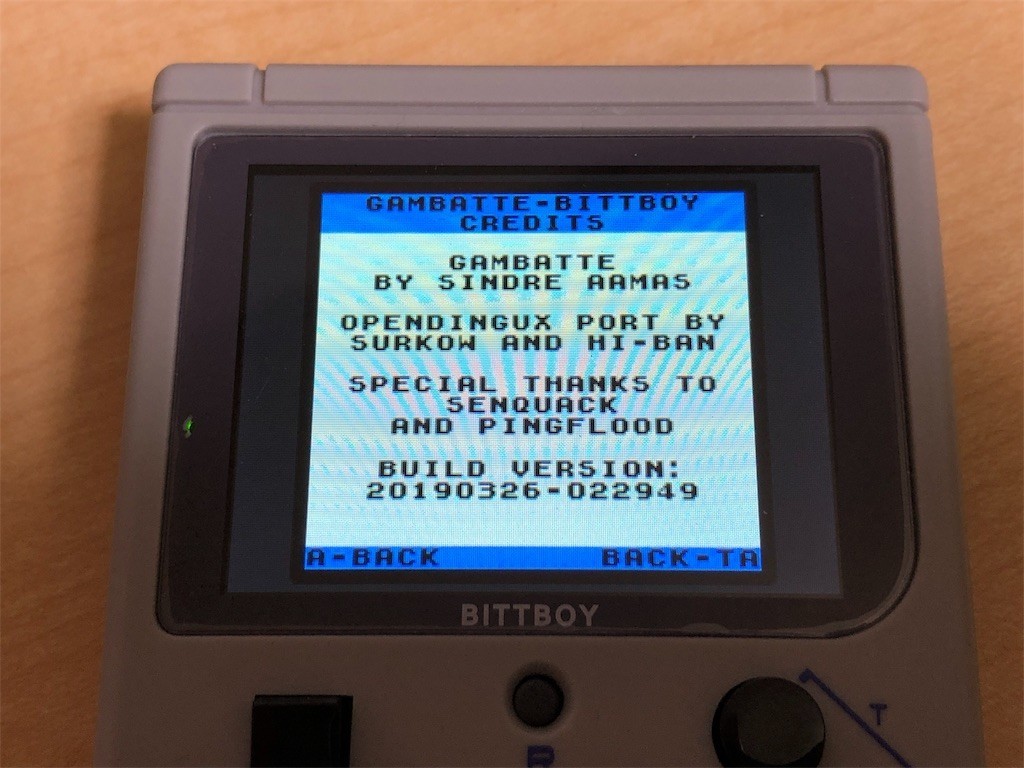 GAMBATTE-BITTBOY
CREDITS
GAMBATTE
BY SINDRE AAMAS
OPENDINGUX PORT BY
SURKOW AND HI-BAN
SPECIAL THANKS TO
SENQUACK
AND PINGFLOOD
BUILD VERSION:
20190326-022949
A-BACK BACK-TA
BITTBOY
T
R